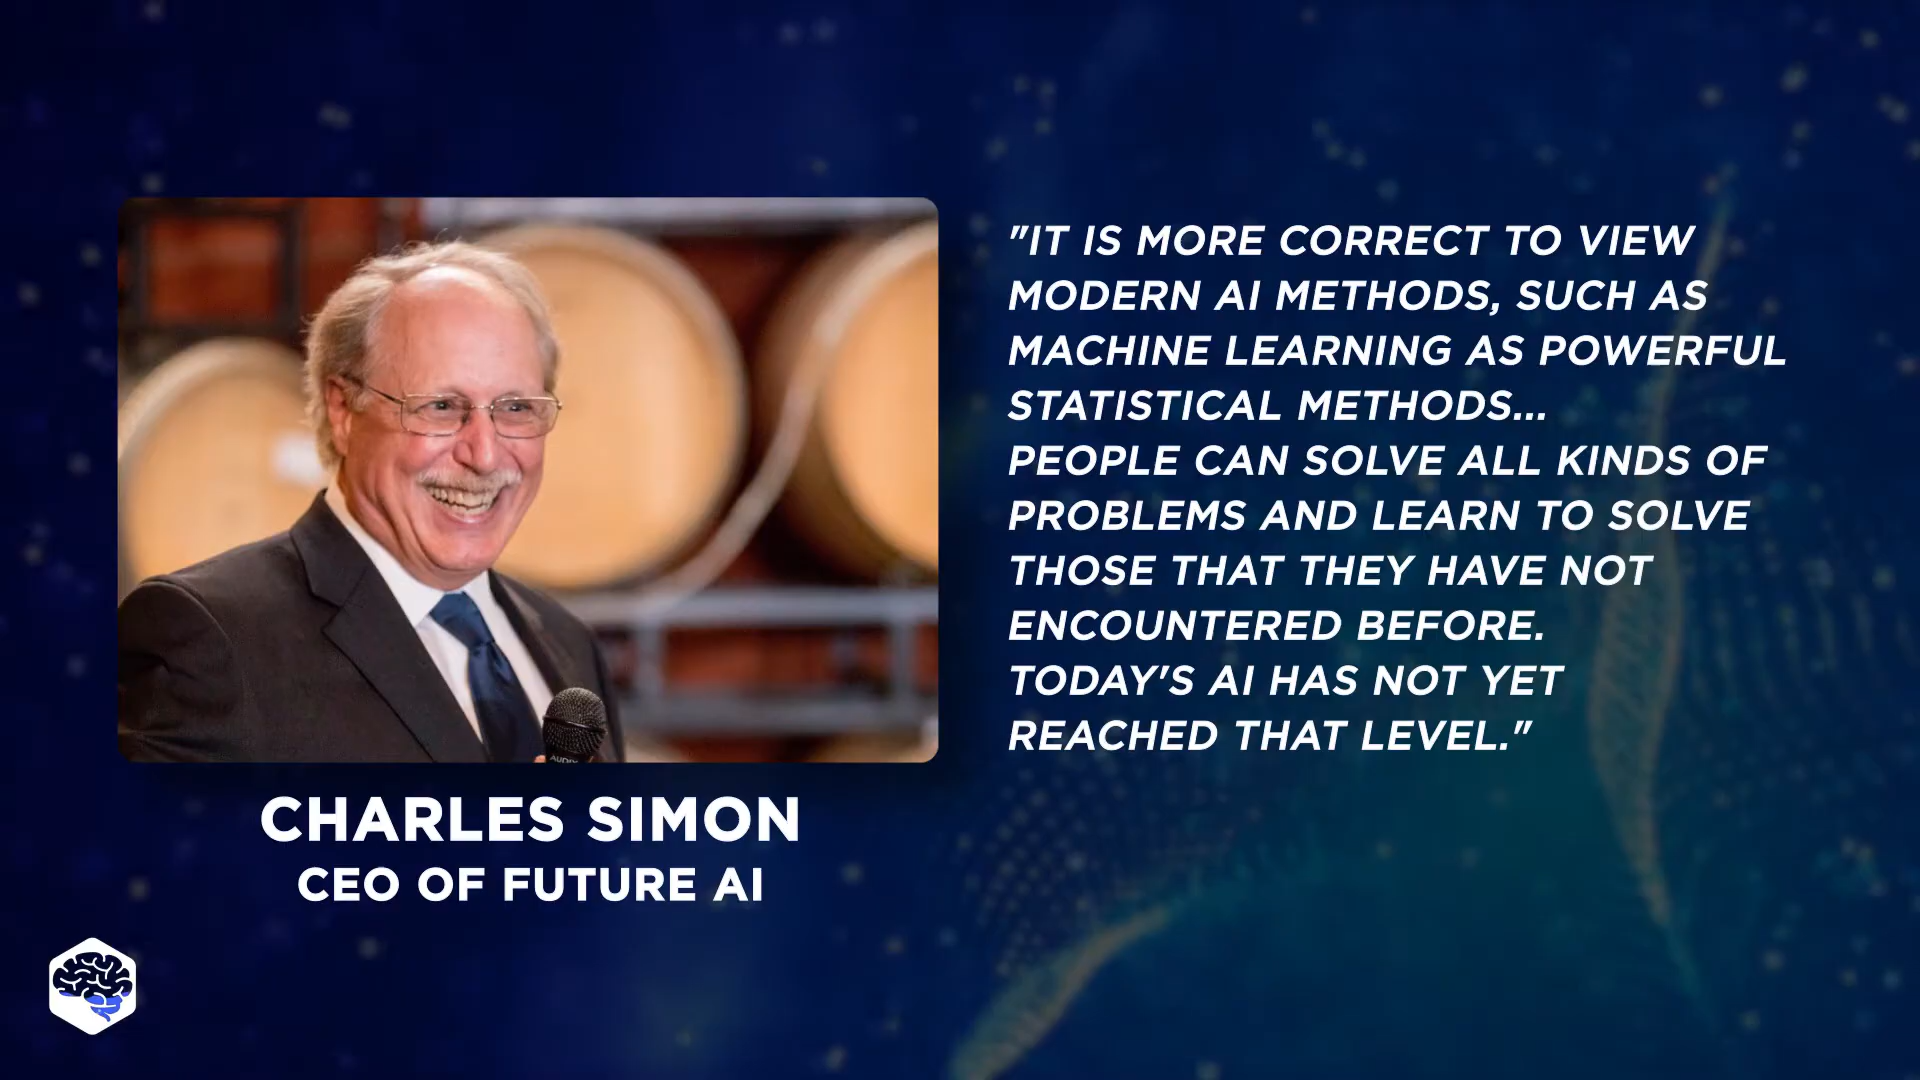 "IT IS MORE CORRECT TO VIEW
MODERN AI METHODS, SUCH AS
MACHINE LEARNING AS POWERFUL
STATISTICAL METHODS...
PEOPLE CAN SOLVE ALL KINDS OF
PROBLEMS AND LEARN TO SOLVE
THOSE THAT THEY HAVE NOT
ENCOUNTERED BEFORE.
TODAY'S AI HAS NOT YET
REACHED THAT LEVEL."
CHARLES SIMON
CEO OF FUTURE AI